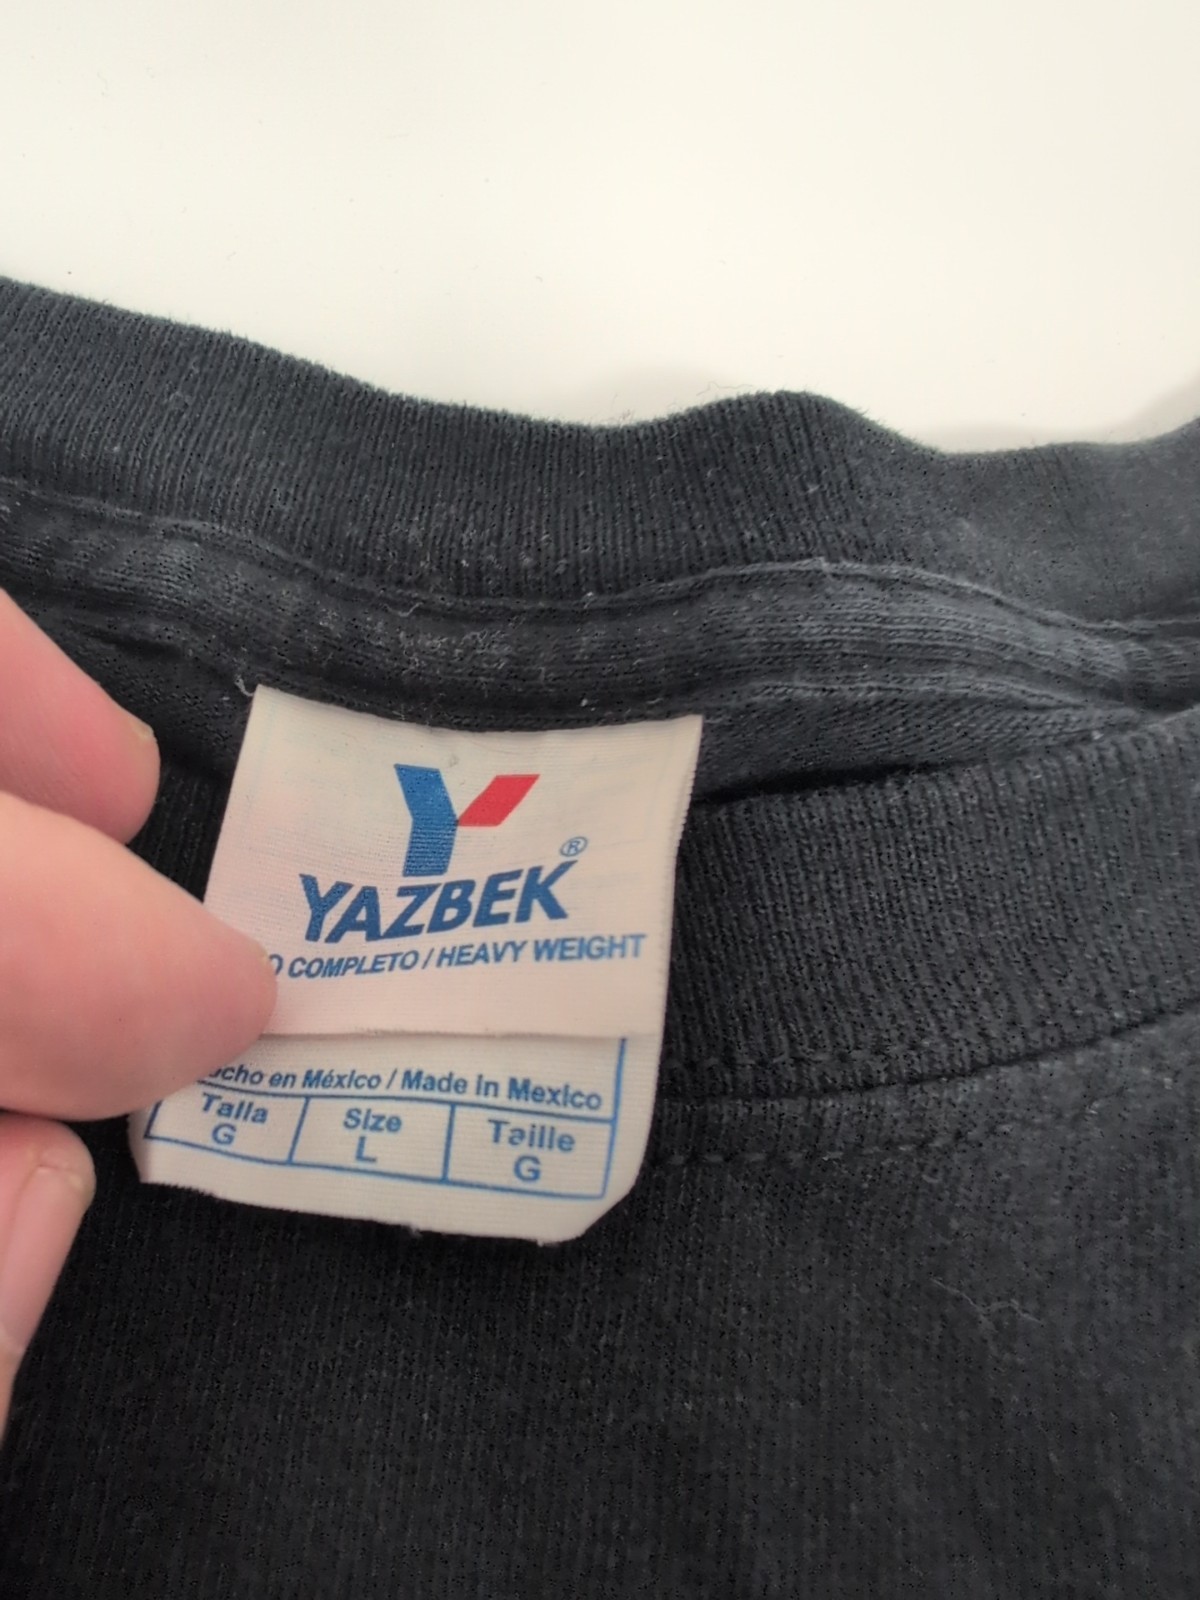 Y
YAZBEK®
COMPLETO / HEAVY WEIGHT
en México / Made in Mexico
Talla Size Taille
G L G